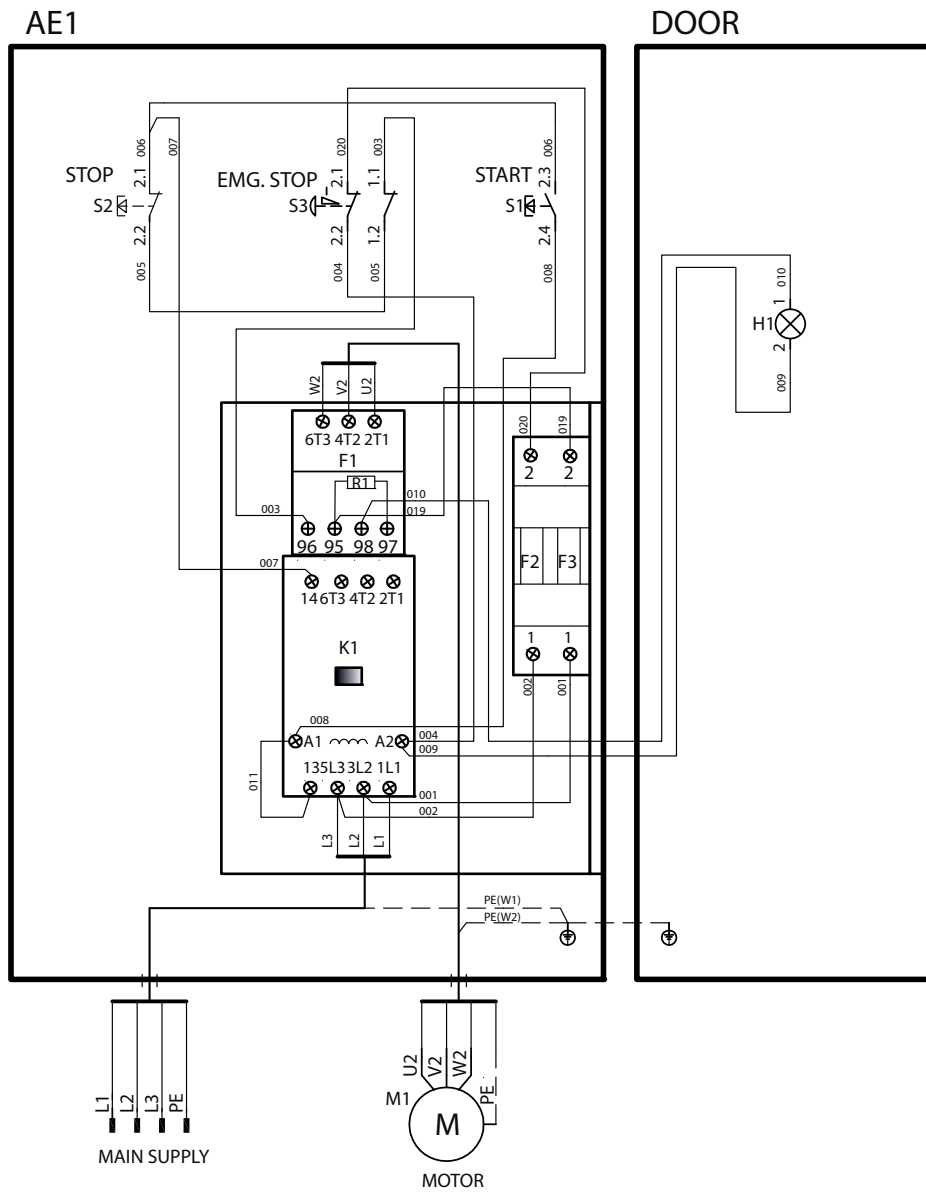 AE1
DOOR
006
007
020
003
006
STOP
2.1
EMG. STOP
2.1
1.1
START
2.3
S2
S3
S1
2.2
2.2
1.2
2.4
005
004
005
008
010
1
H1
2
009
W2
V2
U2
6T3 4T2 2T1
F1
R1
020
019
2
2
010
003
019
96 95 98 97
007
14 6T3 4T2 2T1
F2
F3
K1
1
1
002
001
008
A1
A2
004
009
011
13 5L3 3L2 1L1
001
002
L3
L2
L1
PE(W1)
PE(W2)
L1
L2
L3
PE
U2
V2
W2
PE
M1
M
MAIN SUPPLY
MOTOR